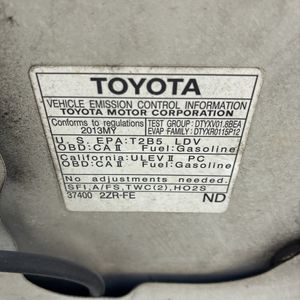 TOYOTA
VEHICLE EMISSION CONTROL INFORMATION
TOYOTA MOTOR CORPORATION
Conforms to regulations TEST GROUP: DTYXV01.8BEA
2013MY EVAP FAMILY: DTYXR0115P12
U. S. EPA: T2B5 LDV
OBD: CA II Fuel: Gasoline
California: ULEV II PC
OBD: CA II Fuel: Gasoline
No adjustments needed.
SFI, A/FS, TWC(2), HO2S
37400 2ZR-FE ND